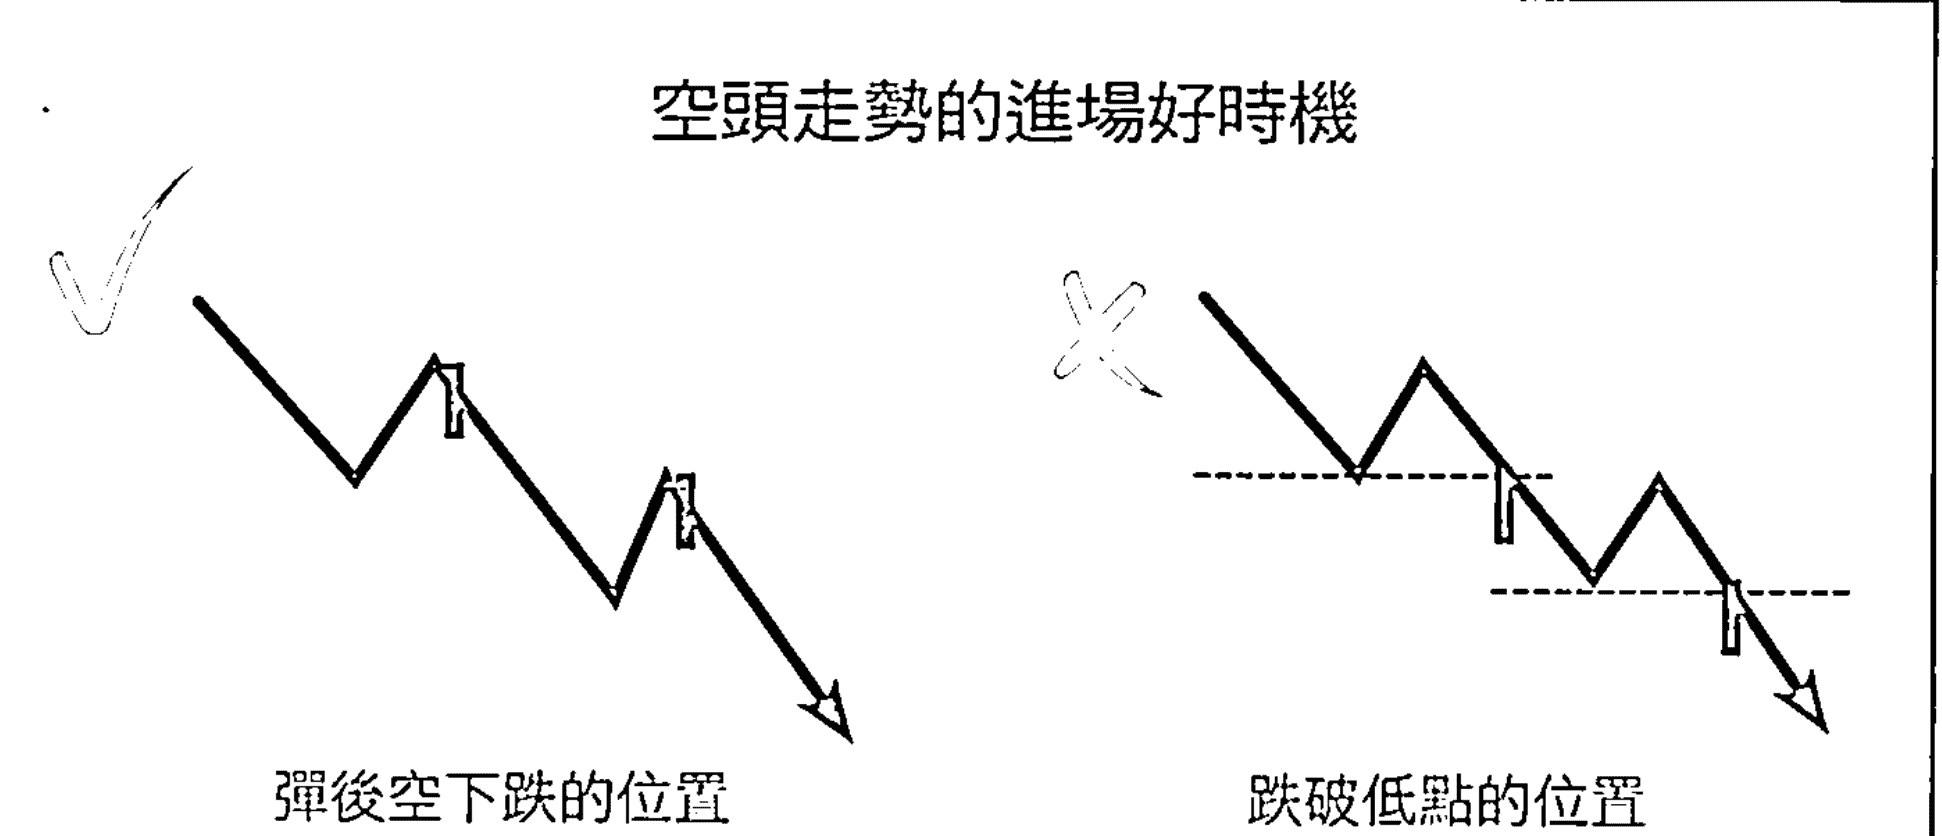 空頭走勢的進場好時機
彈後空下跌的位置
跌破低點的位置